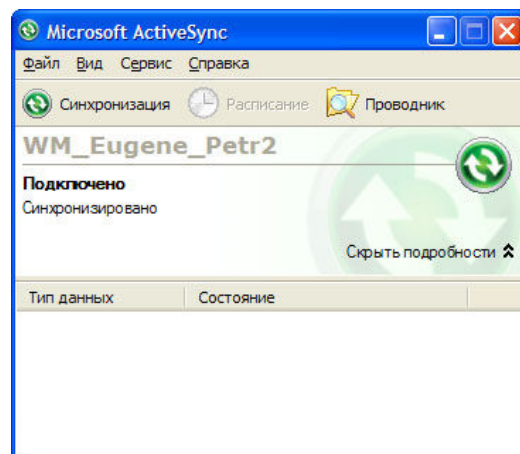 Microsoft ActiveSync
Файл Вид Сервис Справка
Синхронизация Расписание Проводник
WM_Eugene_Petr2
Подключено
Синхронизировано
Скрыть подробности
Тип данных Состояние